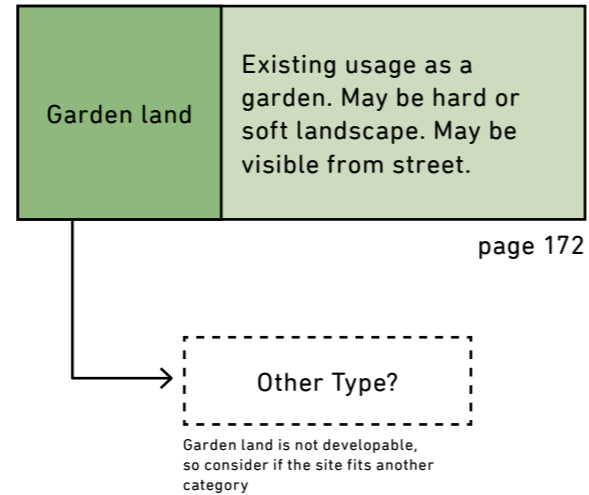 Garden land
Existing usage as a
garden. May be hard or
soft landscape. May be
visible from street.
page 172
Other Type?
Garden land is not developable,
so consider if the site fits another
category